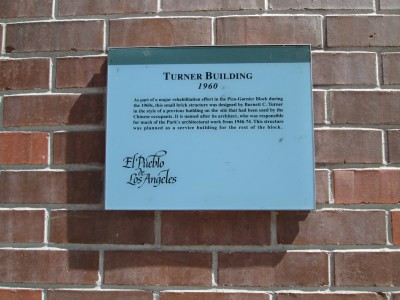 TURNER BUILDING
1960
As part of a major rehabilitation effort in the Pico-Garnier Block during
the 1960s, this small brick structure was designed by Burnett C. Turner
in the style of a previous building on the site that had been used by the
Chinese occupants. It is named after its architect, who was responsible
for much of the Park's architectural work from 1948-74. This structure
was planned as a service building for the rest of the block.
El Pueblo
de
Los Angeles